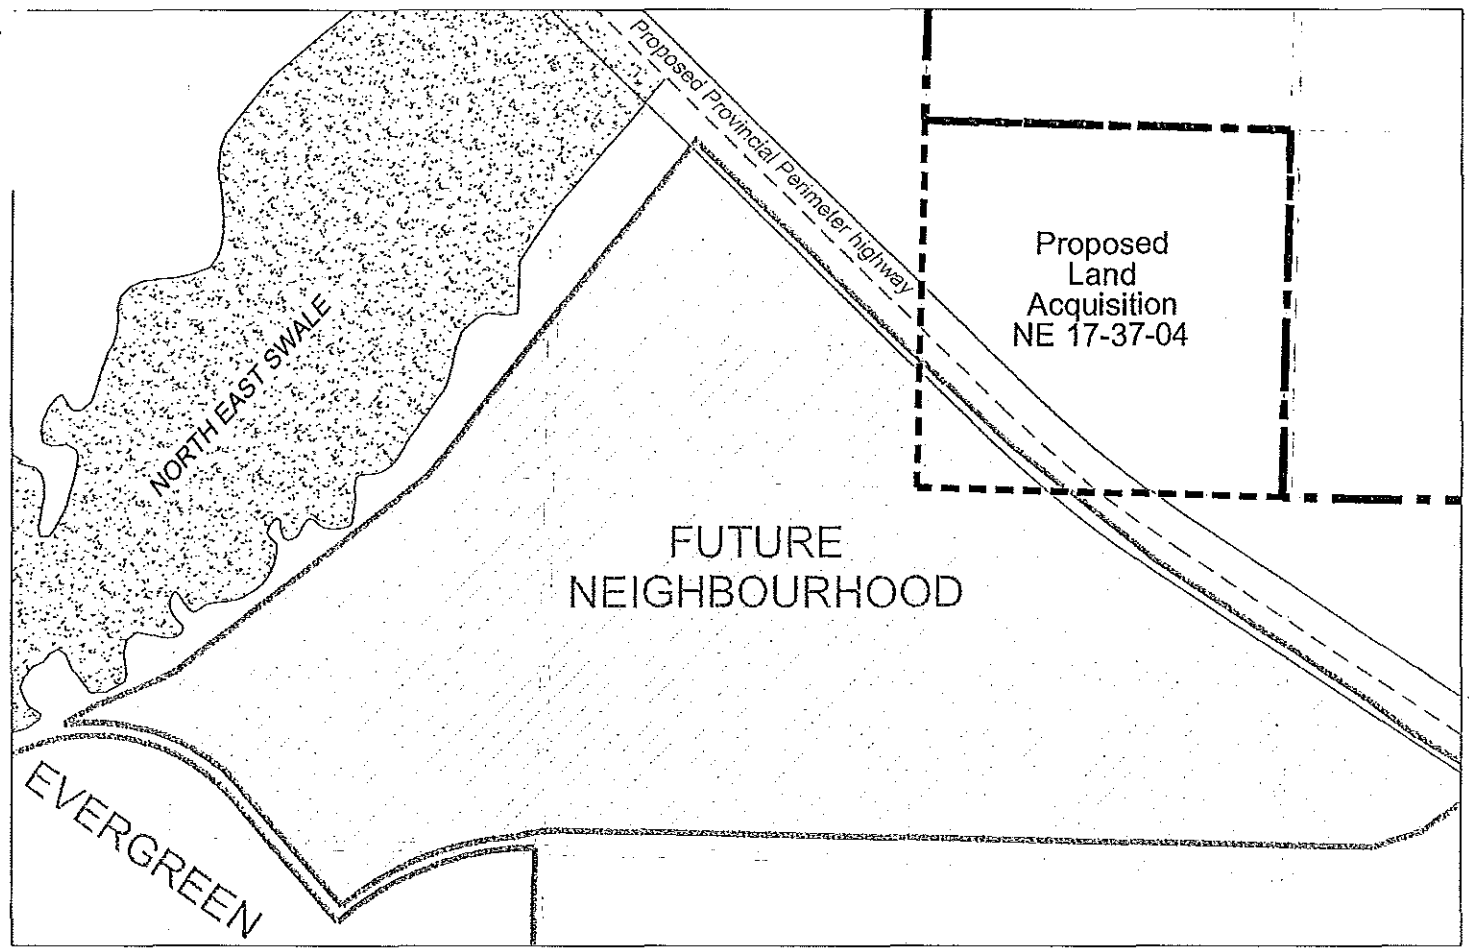 Proposed Provincial Perimeter highway
Proposed
Land
Acquisition
NE 17-37-04
NORTH EAST SWALE
FUTURE
NEIGHBOURHOOD
EVERGREEN